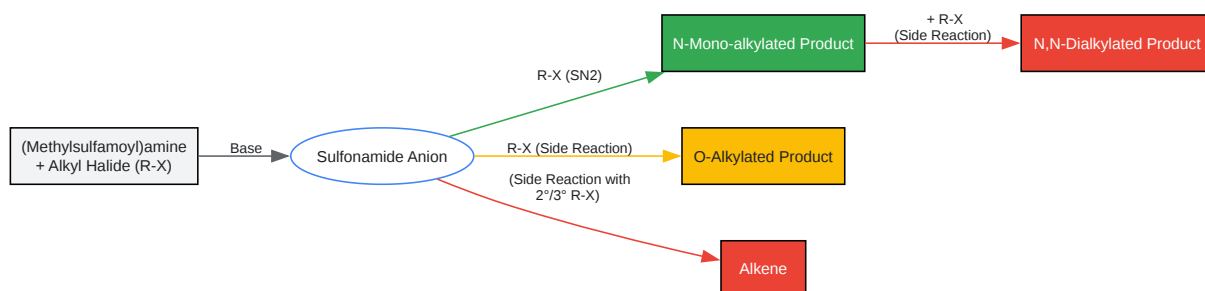 + R-X
(Side Reaction)
N-Mono-alkylated Product
N,N-Dialkylated Product
R-X (SN2)
(Methylsulfamoyl)amine
+ Alkyl Halide (R-X)
Base
Sulfonamide Anion
R-X (Side Reaction)
O-Alkylated Product
(Side Reaction with
2°/3° R-X)
Alkene